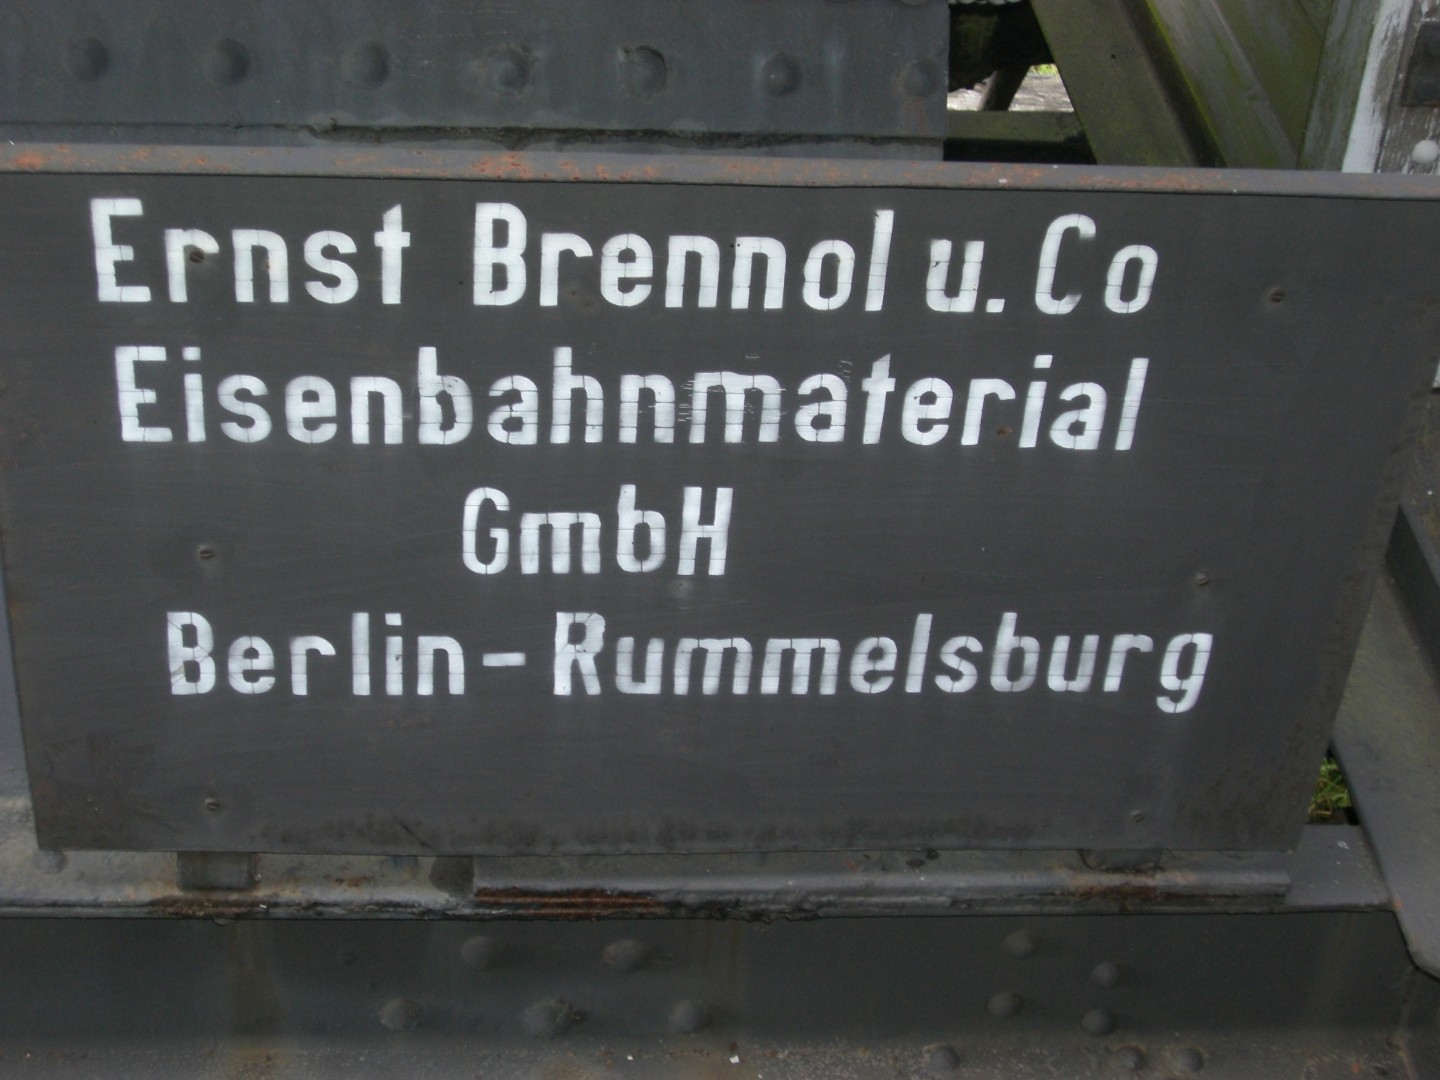 Ernst Brennol u. Co
Eisenbahnmaterial
GmbH
Berlin-Rummelsburg